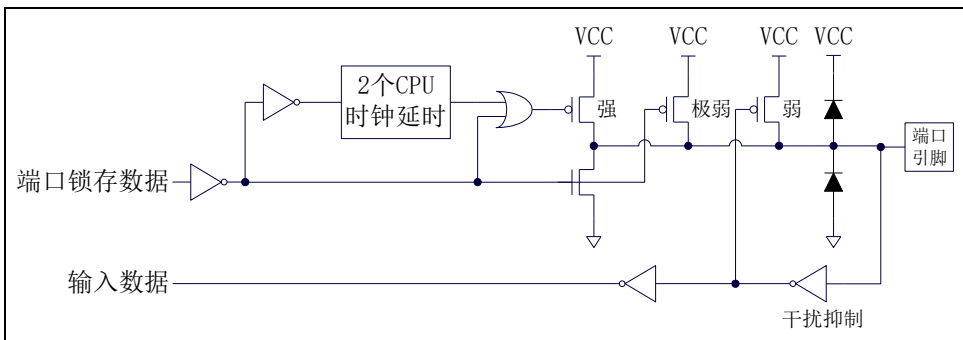 VCC
VCC
VCC
VCC
2个CPU
时钟延时
强
极弱
弱
端口
引脚
端口锁存数据
输入数据
干扰抑制